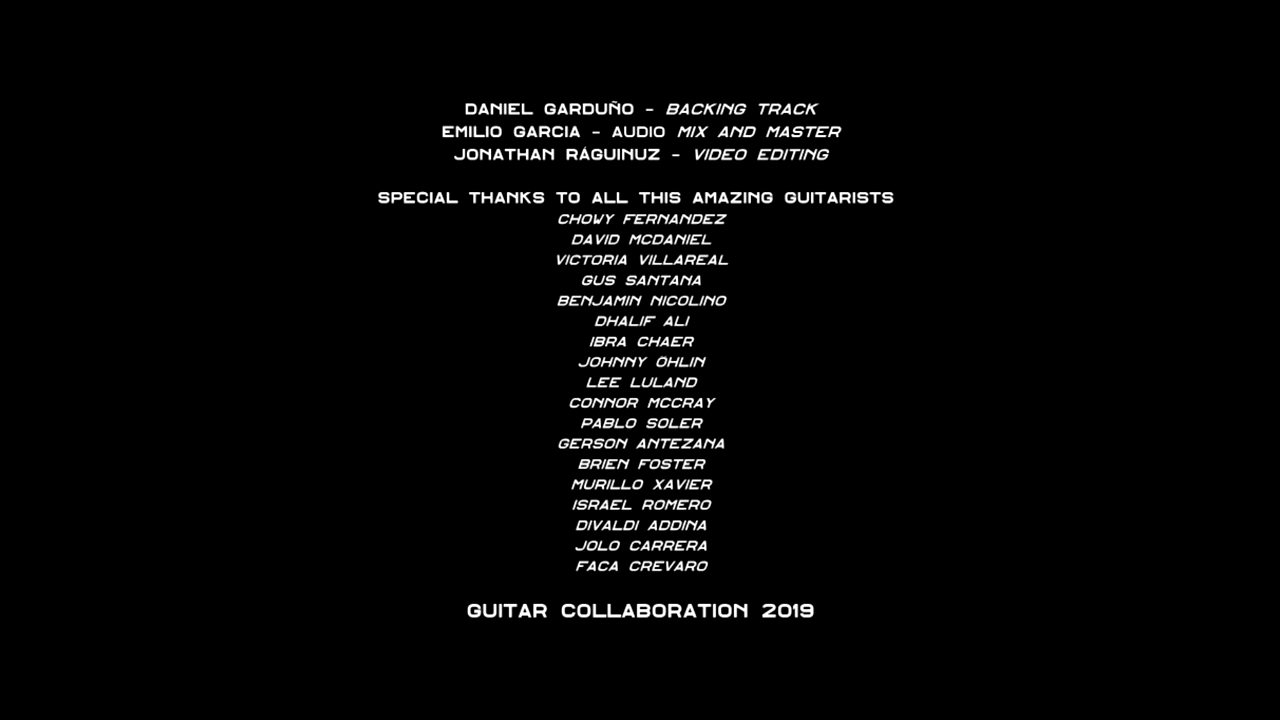 DANIEL GARDUÑO - BACKING TRACK
EMILIO GARCIA - AUDIO MIX AND MASTER
JONATHAN RÁGUINUZ - VIDEO EDITING
SPECIAL THANKS TO ALL THIS AMAZING GUITARISTS
CHOWY FERNANDEZ
DAVID MCDANIEL
VICTORIA VILLAREAL
GUS SANTANA
BENJAMIN NICOLINO
DHALIF ALI
IBRA CHAER
JOHNNY ÖHLIN
LEE LULAND
CONNOR MCCRAY
PABLO SOLER
GERSON ANTEZANA
BRIEN FOSTER
MURILLO XAVIER
ISRAEL ROMERO
DIVALDI ADDINA
JOLO CARRERA
FACA CREVARO
GUITAR COLLABORATION 2019